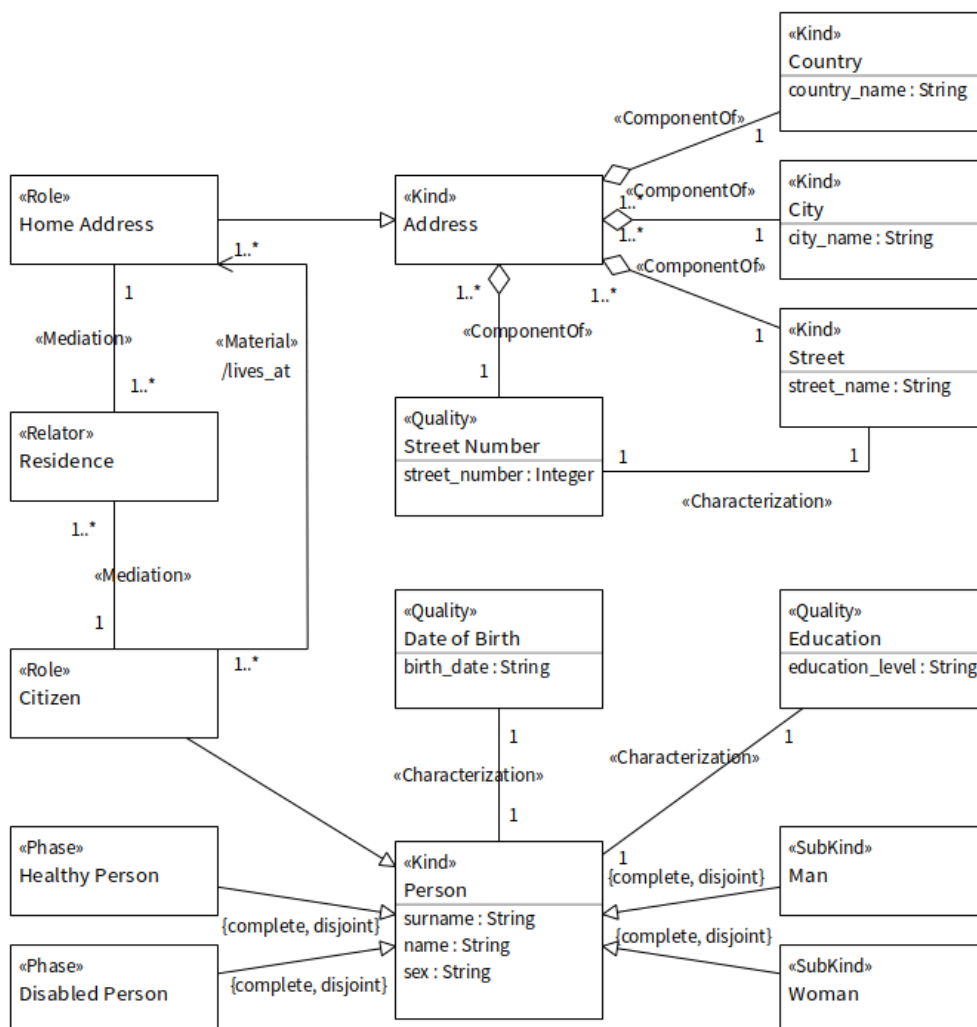 «Kind»
Country
country_name : String
«ComponentOf»
1
«Role»
Home Address
«Kind»
Address
«ComponentOf»
1..*
1..*
1
«Kind»
City
city_name : String
1..*
1
«Mediation»
1..*
«Material»
/lives_at
1..*
«ComponentOf»
1
«ComponentOf»
1..*
1
«Kind»
Street
street_name : String
«Relator»
Residence
«Quality»
Street Number
street_number : Integer
1
1
«Characterization»
1..*
«Mediation»
1
«Role»
Citizen
1..*
«Quality»
Date of Birth
birth_date : String
«Quality»
Education
education_level : String
1
«Characterization»
1
1
«Characterization»
1
«Phase»
Healthy Person
{complete, disjoint}
«Phase»
Disabled Person
{complete, disjoint}
«Kind»
Person
surname : String
name : String
sex : String
{complete, disjoint}
«SubKind»
Man
{complete, disjoint}
«SubKind»
Woman